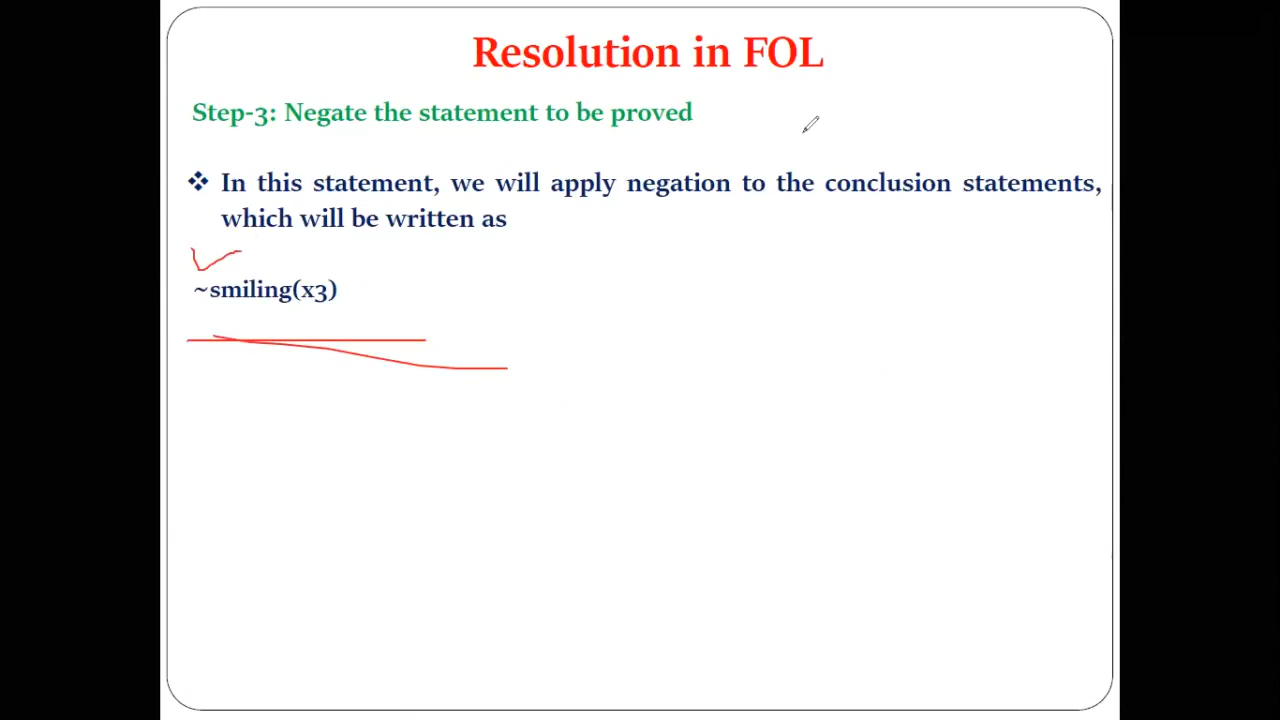 Resolution in FOL
Step-3: Negate the statement to be proved
❖ In this statement, we will apply negation to the conclusion statements,
which will be written as
~smiling(x3)